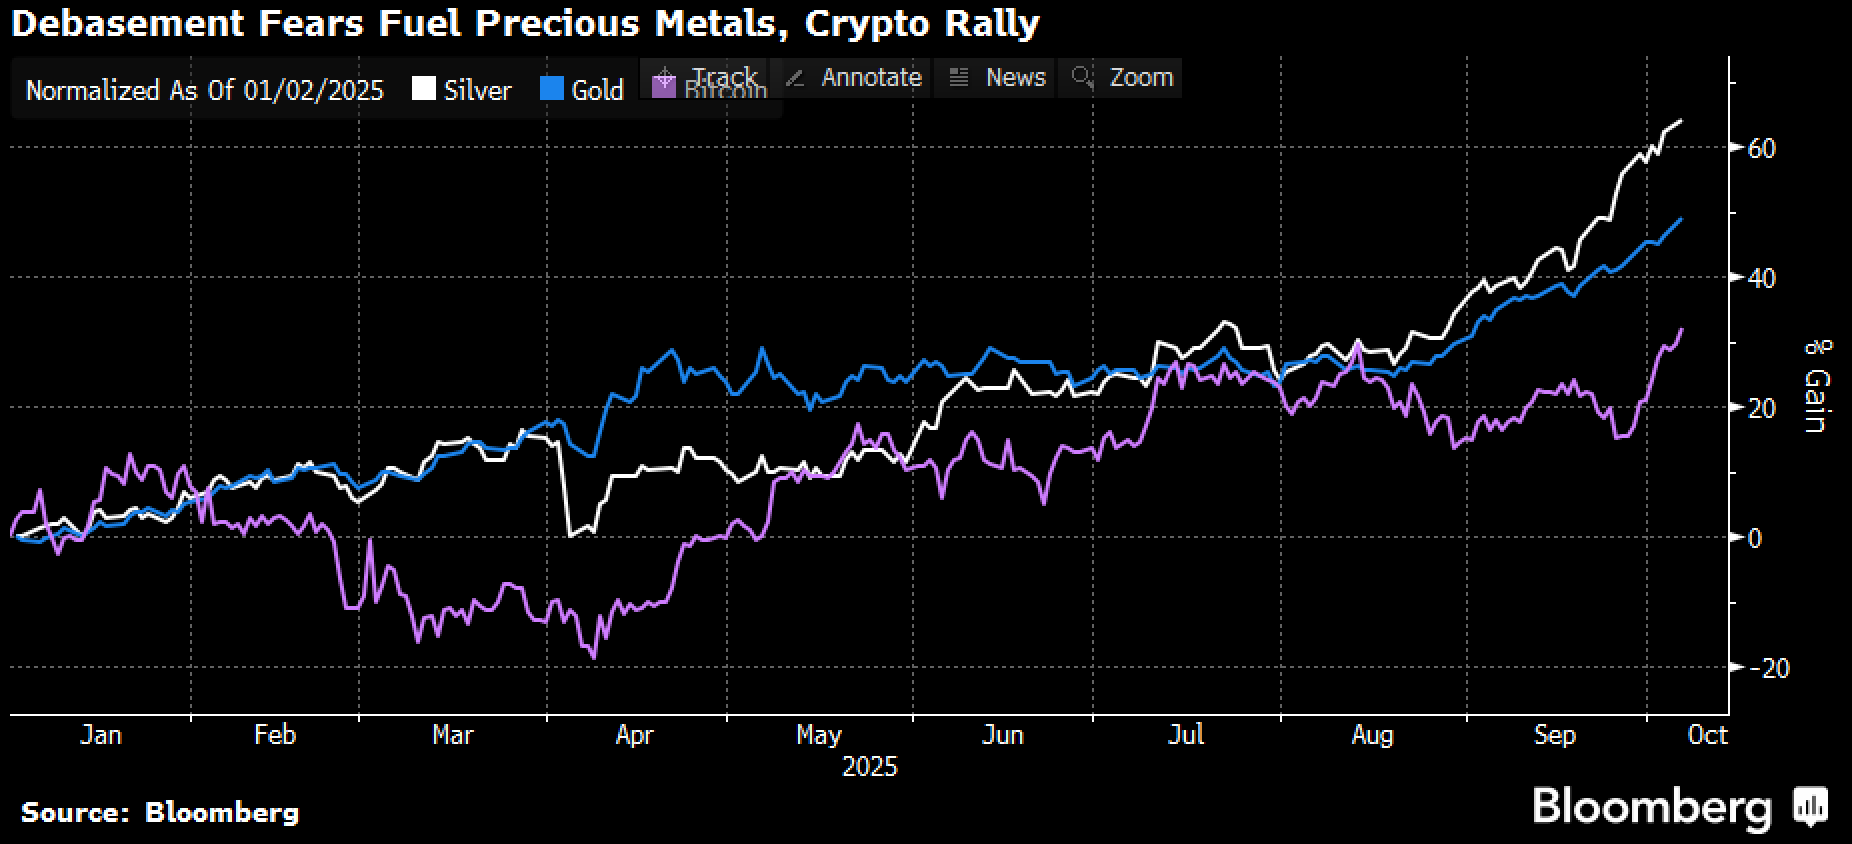 Debasement Fears Fuel Precious Metals, Crypto Rally
Normalized As Of 01/02/2025 Silver Gold Bitcoin
Track Annotate News Zoom
60
40
20
0
-20
% Gain
Jan Feb Mar Apr May Jun Jul Aug Sep Oct
2025
Source: Bloomberg
Bloomberg